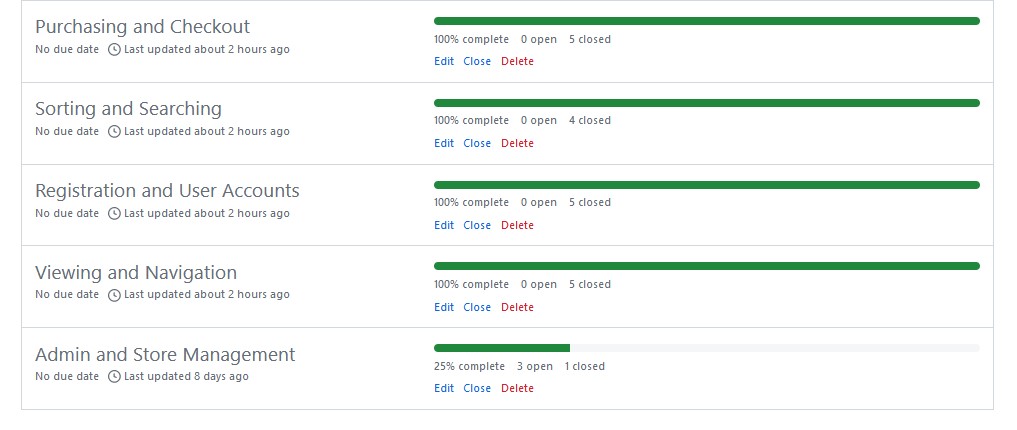 Purchasing and Checkout
No due date Last updated about 2 hours ago
100% complete 0 open 5 closed
Edit Close Delete
Sorting and Searching
No due date Last updated about 2 hours ago
100% complete 0 open 4 closed
Edit Close Delete
Registration and User Accounts
No due date Last updated about 2 hours ago
100% complete 0 open 5 closed
Edit Close Delete
Viewing and Navigation
No due date Last updated about 2 hours ago
100% complete 0 open 5 closed
Edit Close Delete
Admin and Store Management
No due date Last updated 8 days ago
25% complete 3 open 1 closed
Edit Close Delete